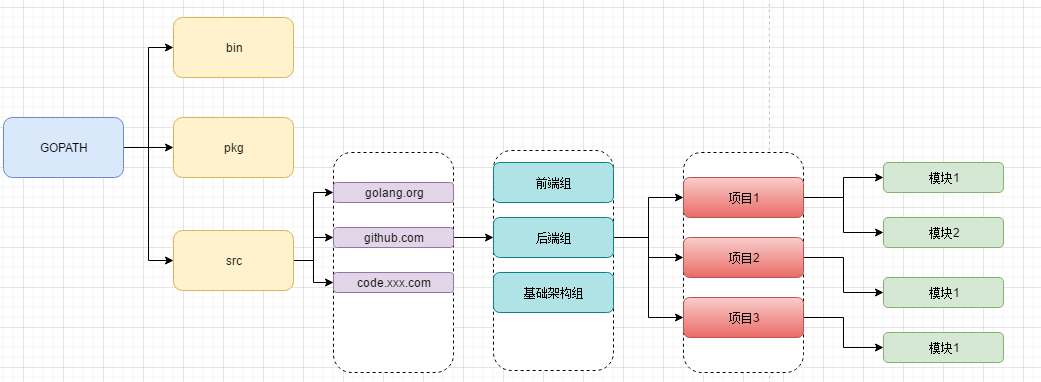 GOPATH
bin
pkg
src
golang.org
github.com
code.xxx.com
前端组
后端组
基础架构组
项目1
项目2
项目3
模块1
模块2
模块1
模块1